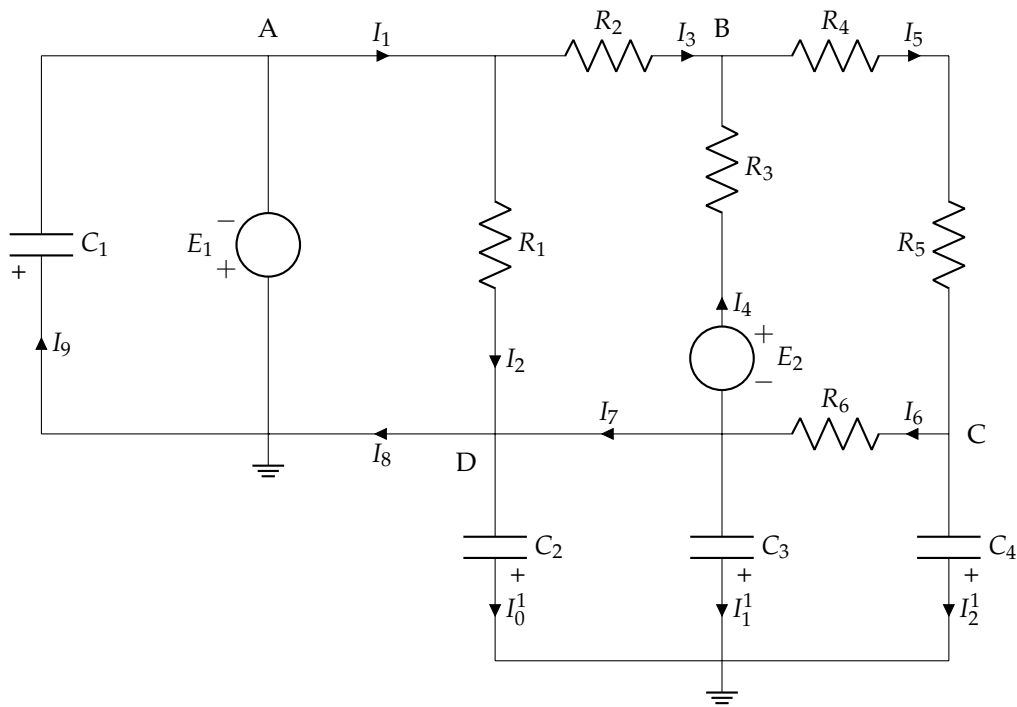 A I₁ R₂ I₃ B R₄ I₅
C₁ + I₉
E₁ − +
R₁ I₂
R₃ I₄
E₂ + −
R₅
R₆ I₆ C
I₇
I₈ D
C₂ + I₀¹
C₃ + I₁¹
C₄ + I₂¹